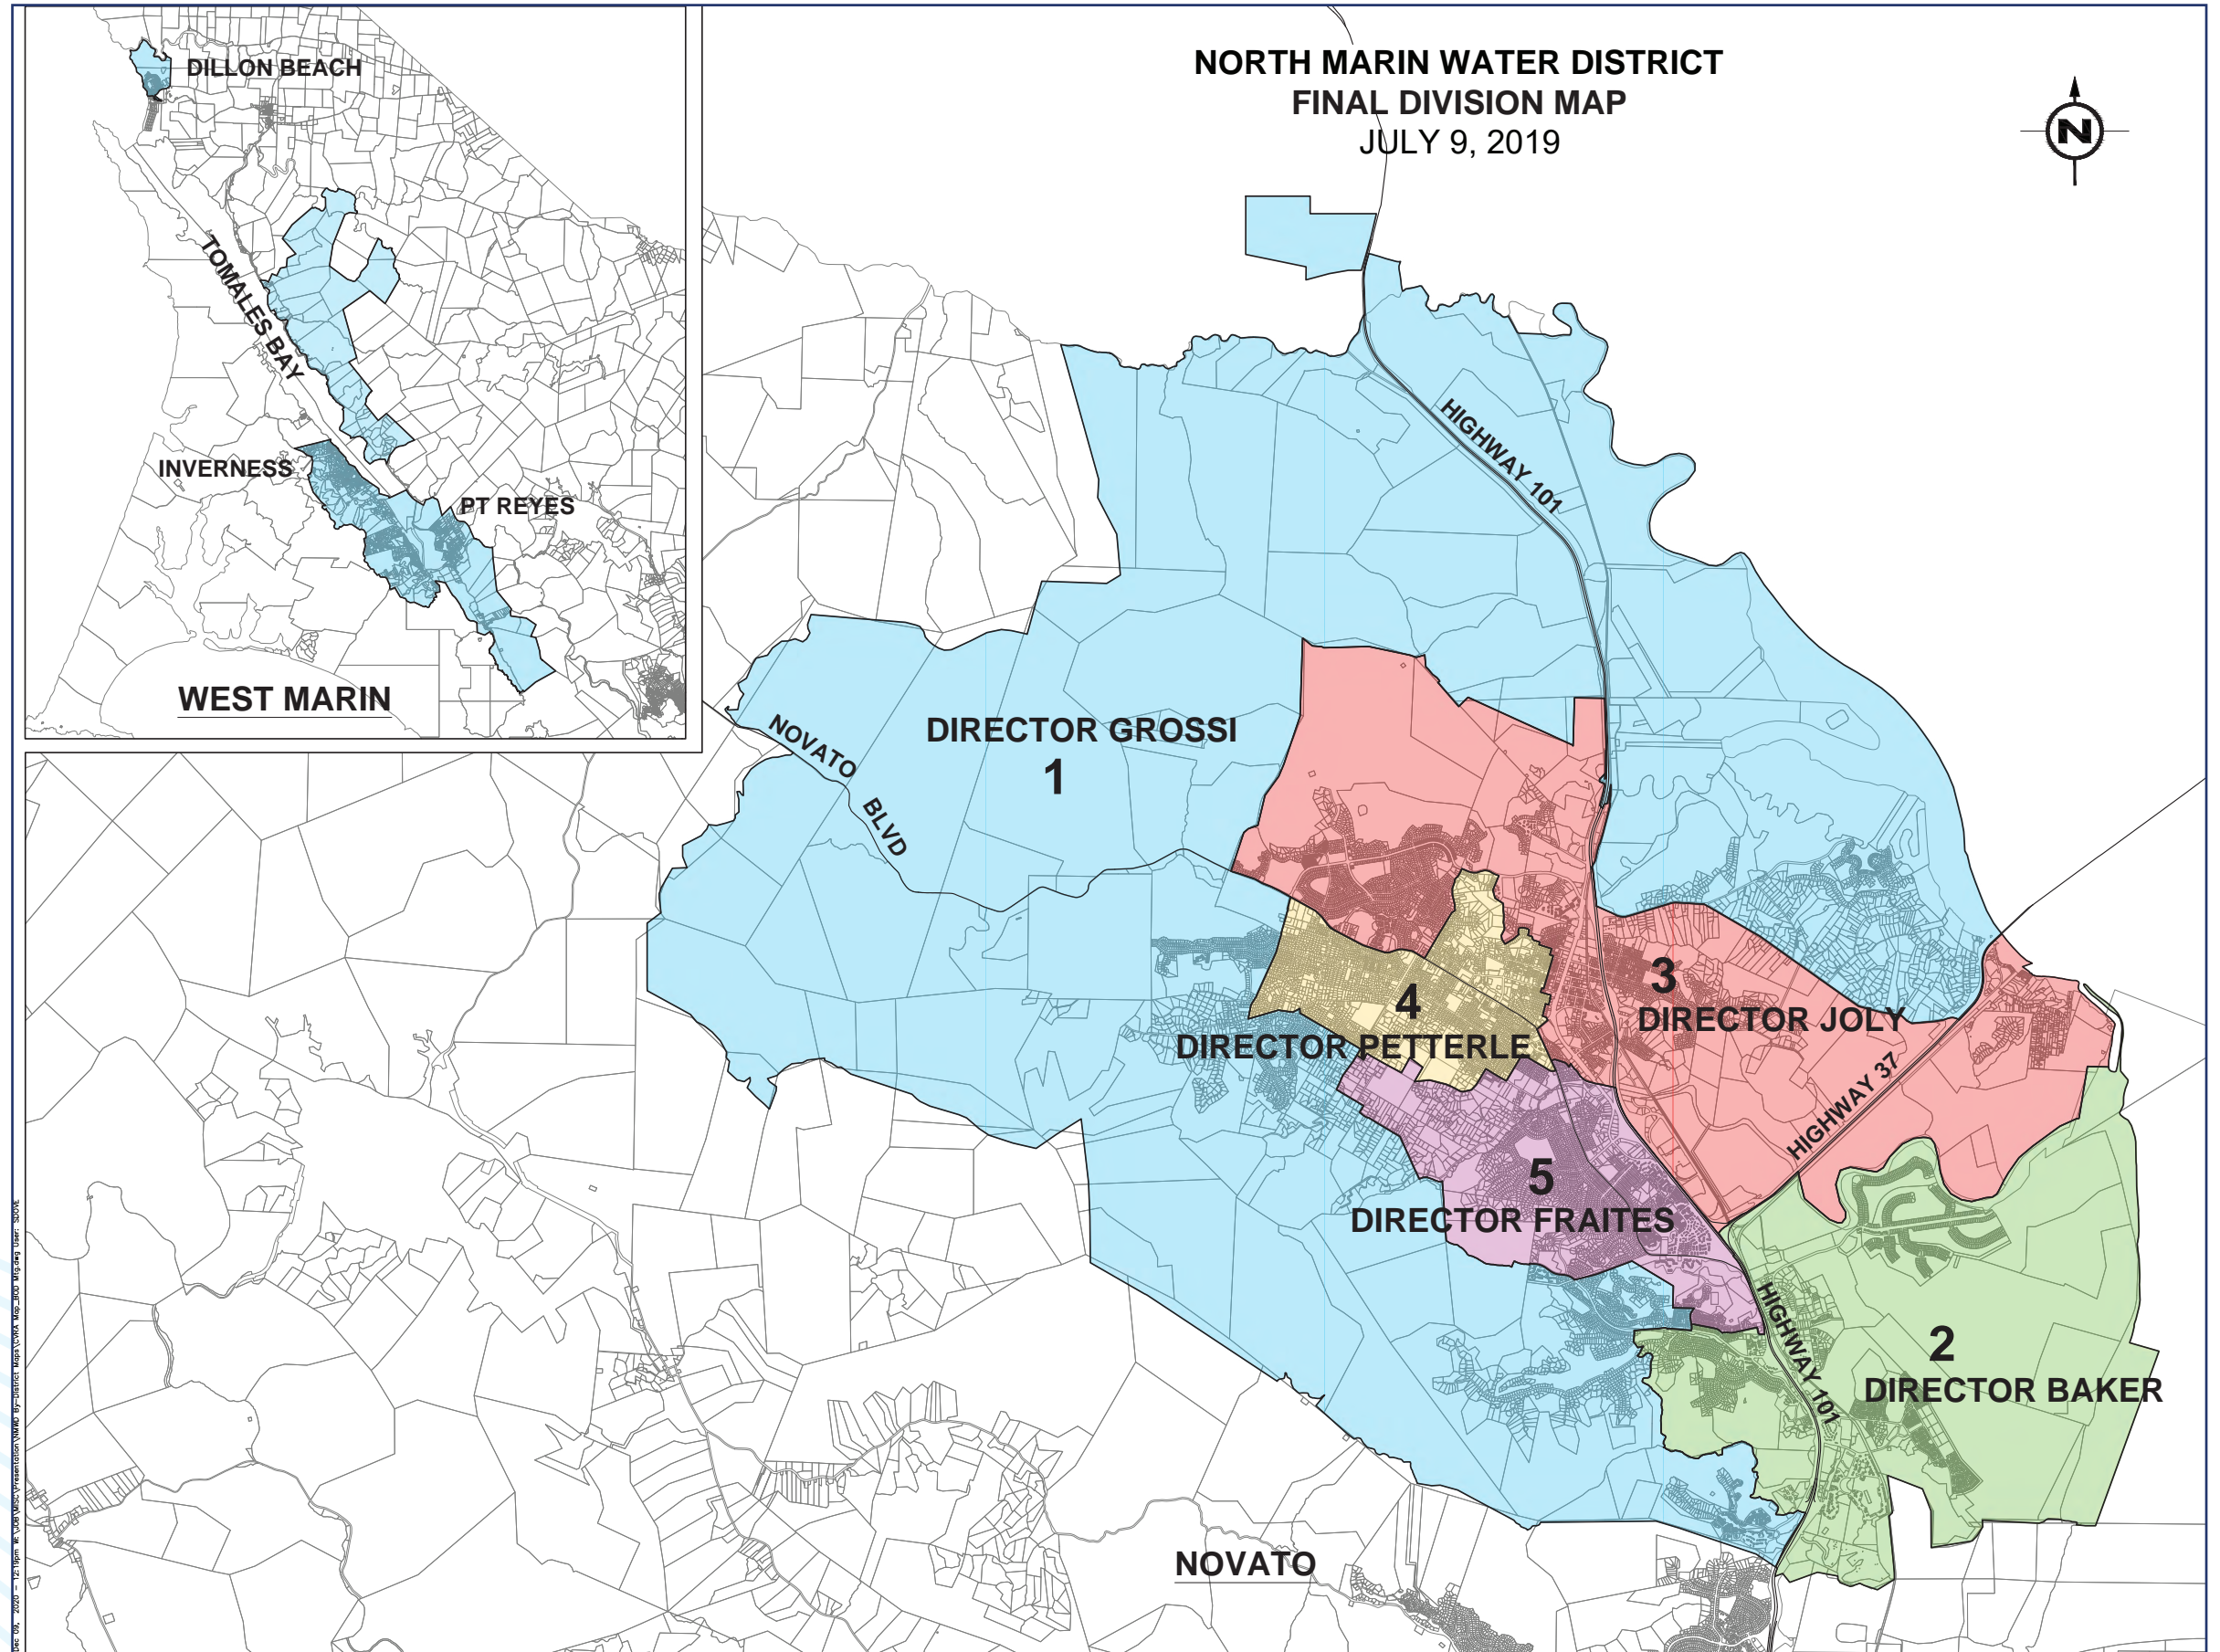 NORTH MARIN WATER DISTRICT
FINAL DIVISION MAP
JULY 9, 2019
N
DILLON BEACH
TOMALES BAY
INVERNESS
PT REYES
WEST MARIN
HIGHWAY 101
NOVATO
BLVD
DIRECTOR GROSSI
1
3
DIRECTOR JOLY
4
DIRECTOR PETTERLE
HIGHWAY 37
5
DIRECTOR FRAITES
HIGHWAY 101
2
DIRECTOR BAKER
NOVATO